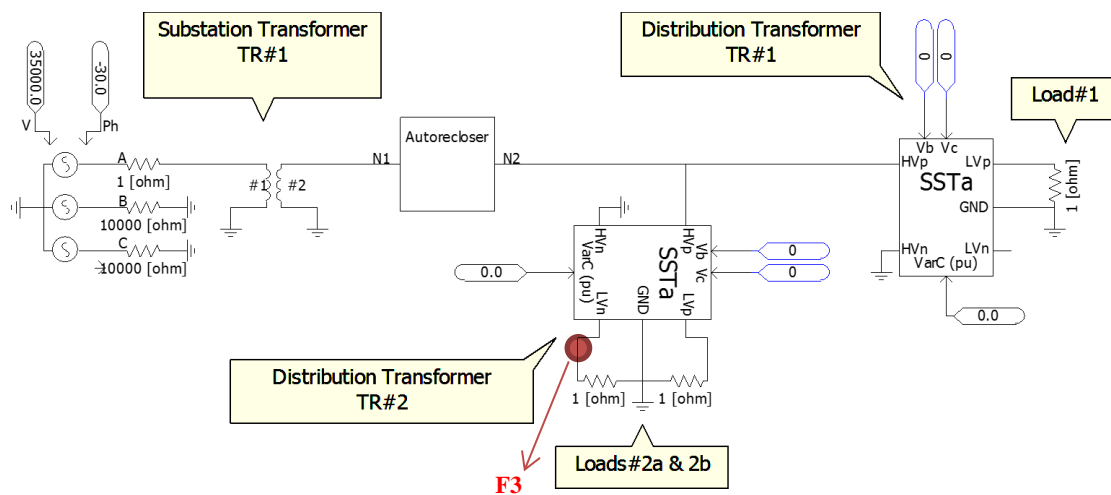 Substation Transformer
TR#1
Distribution Transformer
TR#1
Load#1
35000.0
-30.0
V
Ph
0
0
Autorecloser
A
1 [ohm]
#1
#2
N1
N2
B
10000 [ohm]
C
10000 [ohm]
Vb
Vc
HVp
LVp
SSTa
GND
HVn
LVn
VarC (pu)
1 [ohm]
0.0
HVn
HVp
VarC (pu)
SSTa
Vb
Vc
0
0
0.0
LVn
GND
LVp
1 [ohm]
1 [ohm]
Distribution Transformer
TR#2
Loads#2a & 2b
F3